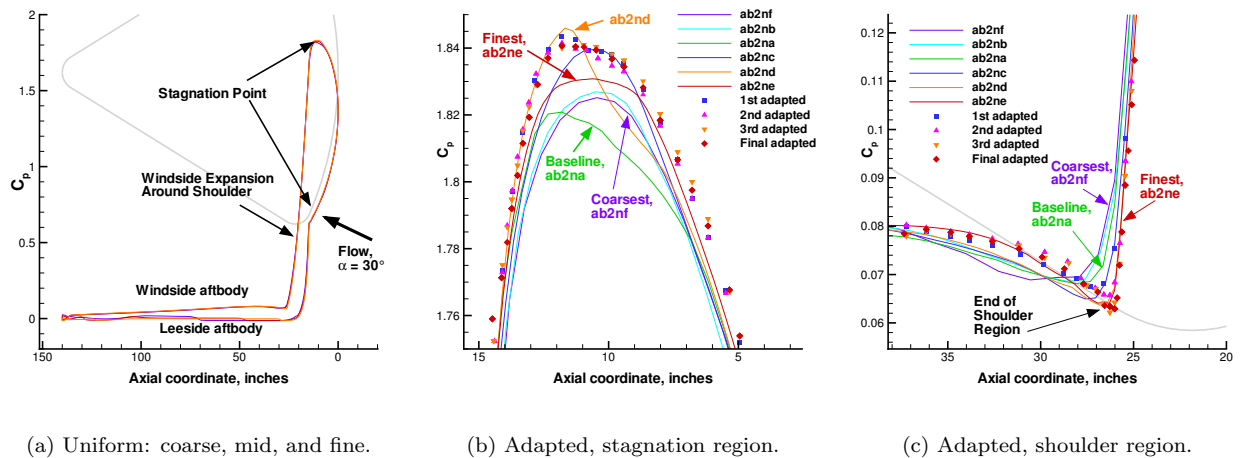 C_p
2
1.5
1
0.5
0
150
100
50
0
Axial coordinate, inches
Stagnation Point
Windside Expansion
Around Shoulder
Flow,
α = 30°
Windside aftbody
Leeside aftbody
(a) Uniform: coarse, mid, and fine.
C_p
1.84
1.82
1.8
1.78
1.76
15
10
5
Axial coordinate, inches
ab2nd
Finest,
ab2ne
Baseline,
ab2na
Coarsest,
ab2nf
ab2nf
ab2nb
ab2na
ab2nc
ab2nd
ab2ne
1st adapted
2nd adapted
3rd adapted
Final adapted
(b) Adapted, stagnation region.
C_p
0.12
0.11
0.1
0.09
0.08
0.07
0.06
35
30
25
20
Axial coordinate, inches
ab2nf
ab2nb
ab2na
ab2nc
ab2nd
ab2ne
1st adapted
2nd adapted
3rd adapted
Final adapted
Coarsest,
ab2nf
Finest,
ab2ne
Baseline,
ab2na
End of
Shoulder
Region
(c) Adapted, shoulder region.